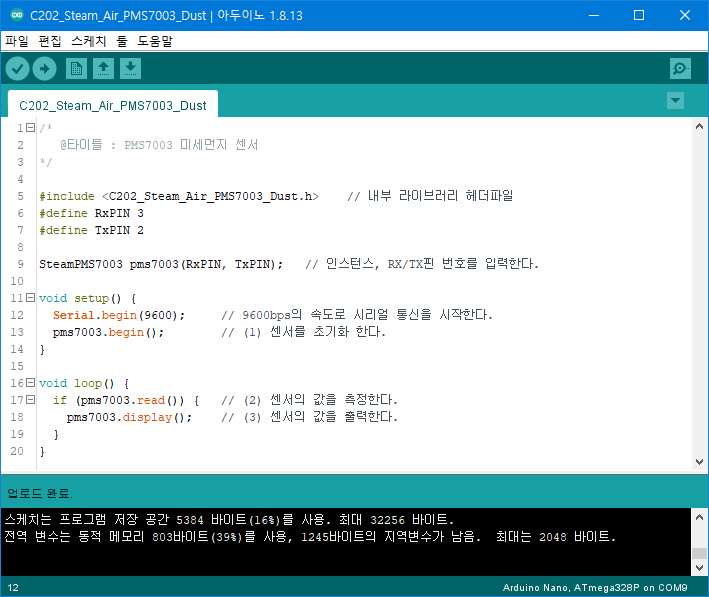 C202_Steam_Air_PMS7003_Dust | 아두이노 1.8.13
파일 편집 스케치 툴 도움말
C202_Steam_Air_PMS7003_Dust
1 /*
2 @타이틀 : PMS7003 미세먼지 센서
3 */
4
5 #include <C202_Steam_Air_PMS7003_Dust.h> // 내부 라이브러리 헤더파일
6 #define RxPIN 3
7 #define TxPIN 2
8
9 SteamPMS7003 pms7003(RxPIN, TxPIN); // 인스턴스, RX/TX핀 번호를 입력한다.
10
11 void setup() {
12 Serial.begin(9600); // 9600bps의 속도로 시리얼 통신을 시작한다.
13 pms7003.begin(); // (1) 센서를 초기화 한다.
14 }
15
16 void loop() {
17 if (pms7003.read()) { // (2) 센서의 값을 측정한다.
18 pms7003.display(); // (3) 센서의 값을 출력한다.
19 }
20 }
업로드 완료.
스케치는 프로그램 저장 공간 5384 바이트(16%)를 사용. 최대 32256 바이트.
전역 변수는 동적 메모리 803바이트(39%)를 사용, 1245바이트의 지역변수가 남음. 최대는 2048 바이트.
12 Arduino Nano, ATmega328P on COM9